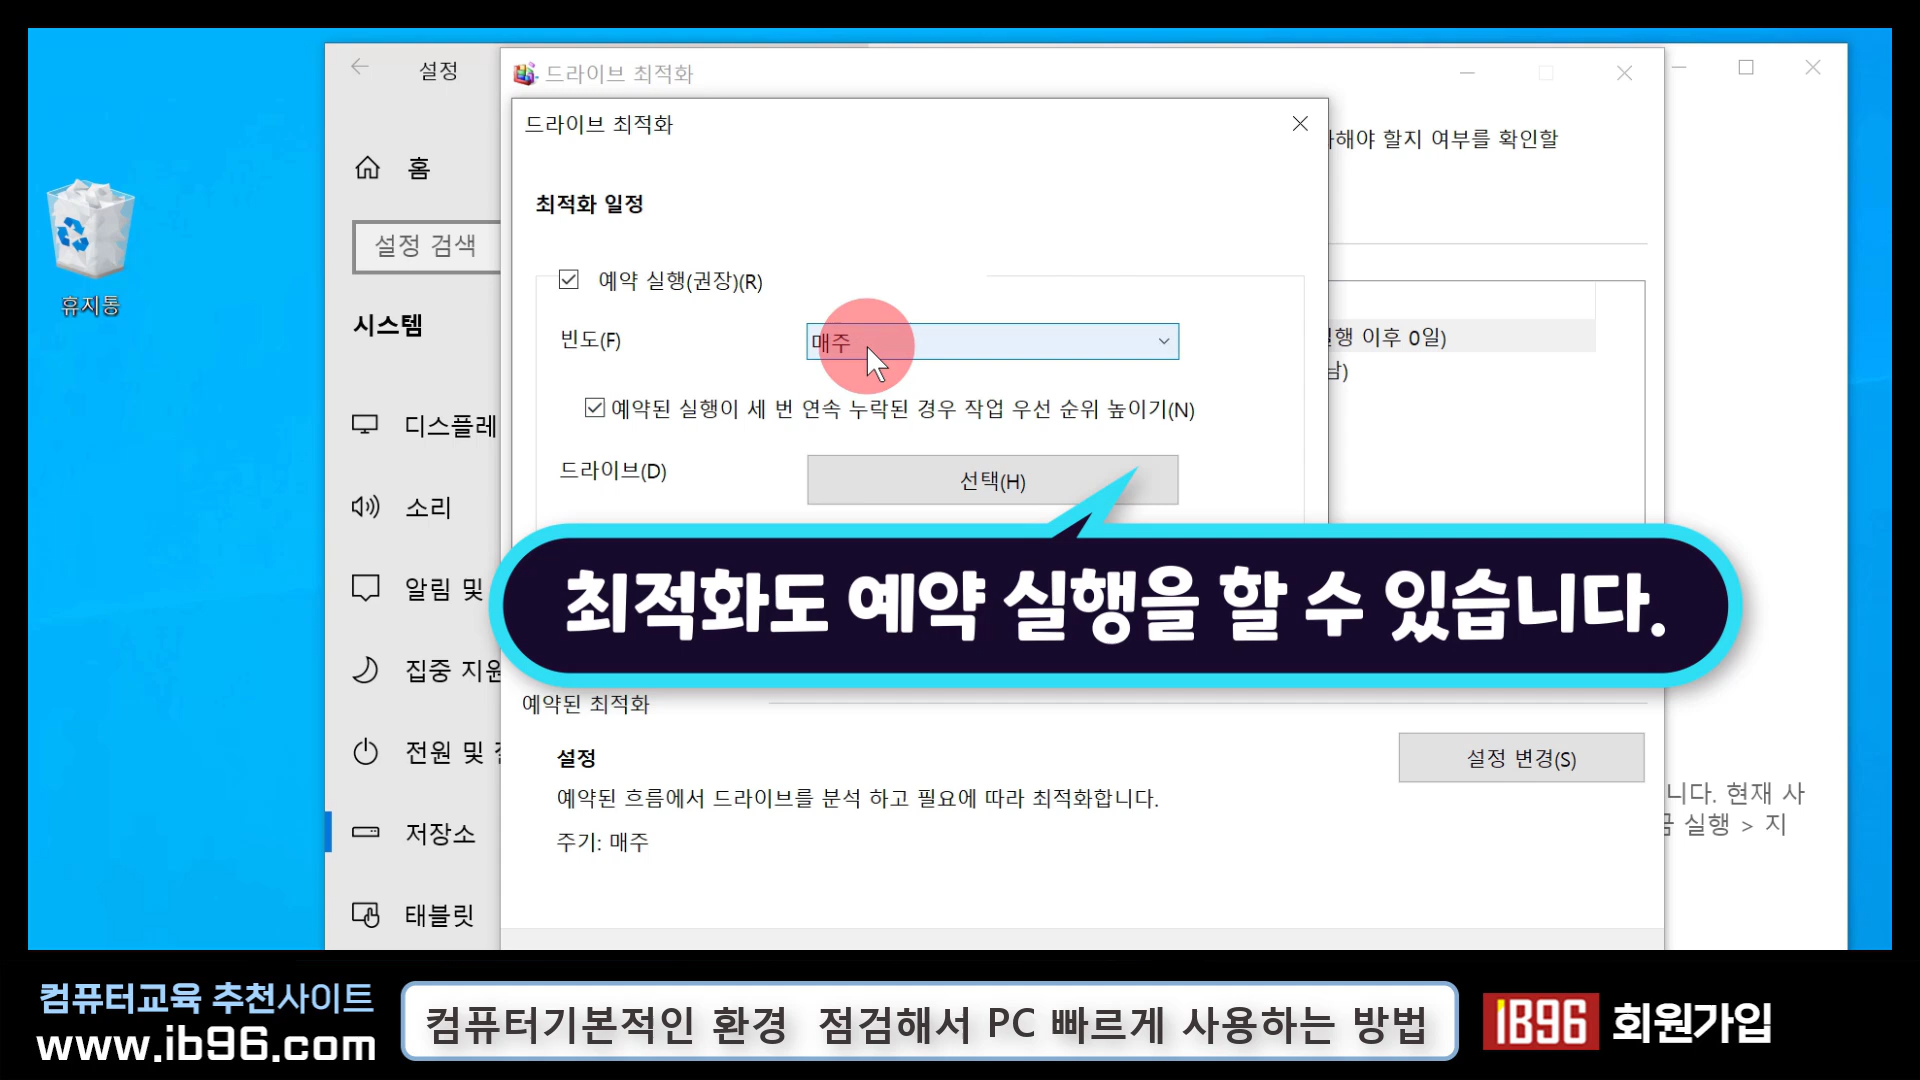 휴지통
설정
홈
설정 검색
시스템
디스플레
소리
알림 및
집중 지원
전원 및
저장소
태블릿
드라이브 최적화
드라이브 최적화
해야 할지 여부를 확인할
최적화 일정
예약 실행(권장)(R)
빈도(F)
매주
행 이후 0일)
예약된 실행이 세 번 연속 누락된 경우 작업 우선 순위 높이기(N)
드라이브(D)
선택(H)
최적화도 예약 실행을 할 수 있습니다.
예약된 최적화
설정
설정 변경(S)
예약된 흐름에서 드라이브를 분석 하고 필요에 따라 최적화합니다.
주기: 매주
니다. 현재 사
실행 > 지
컴퓨터교육 추천사이트
www.ib96.com
컴퓨터기본적인 환경 점검해서 PC 빠르게 사용하는 방법
IB96 회원가입